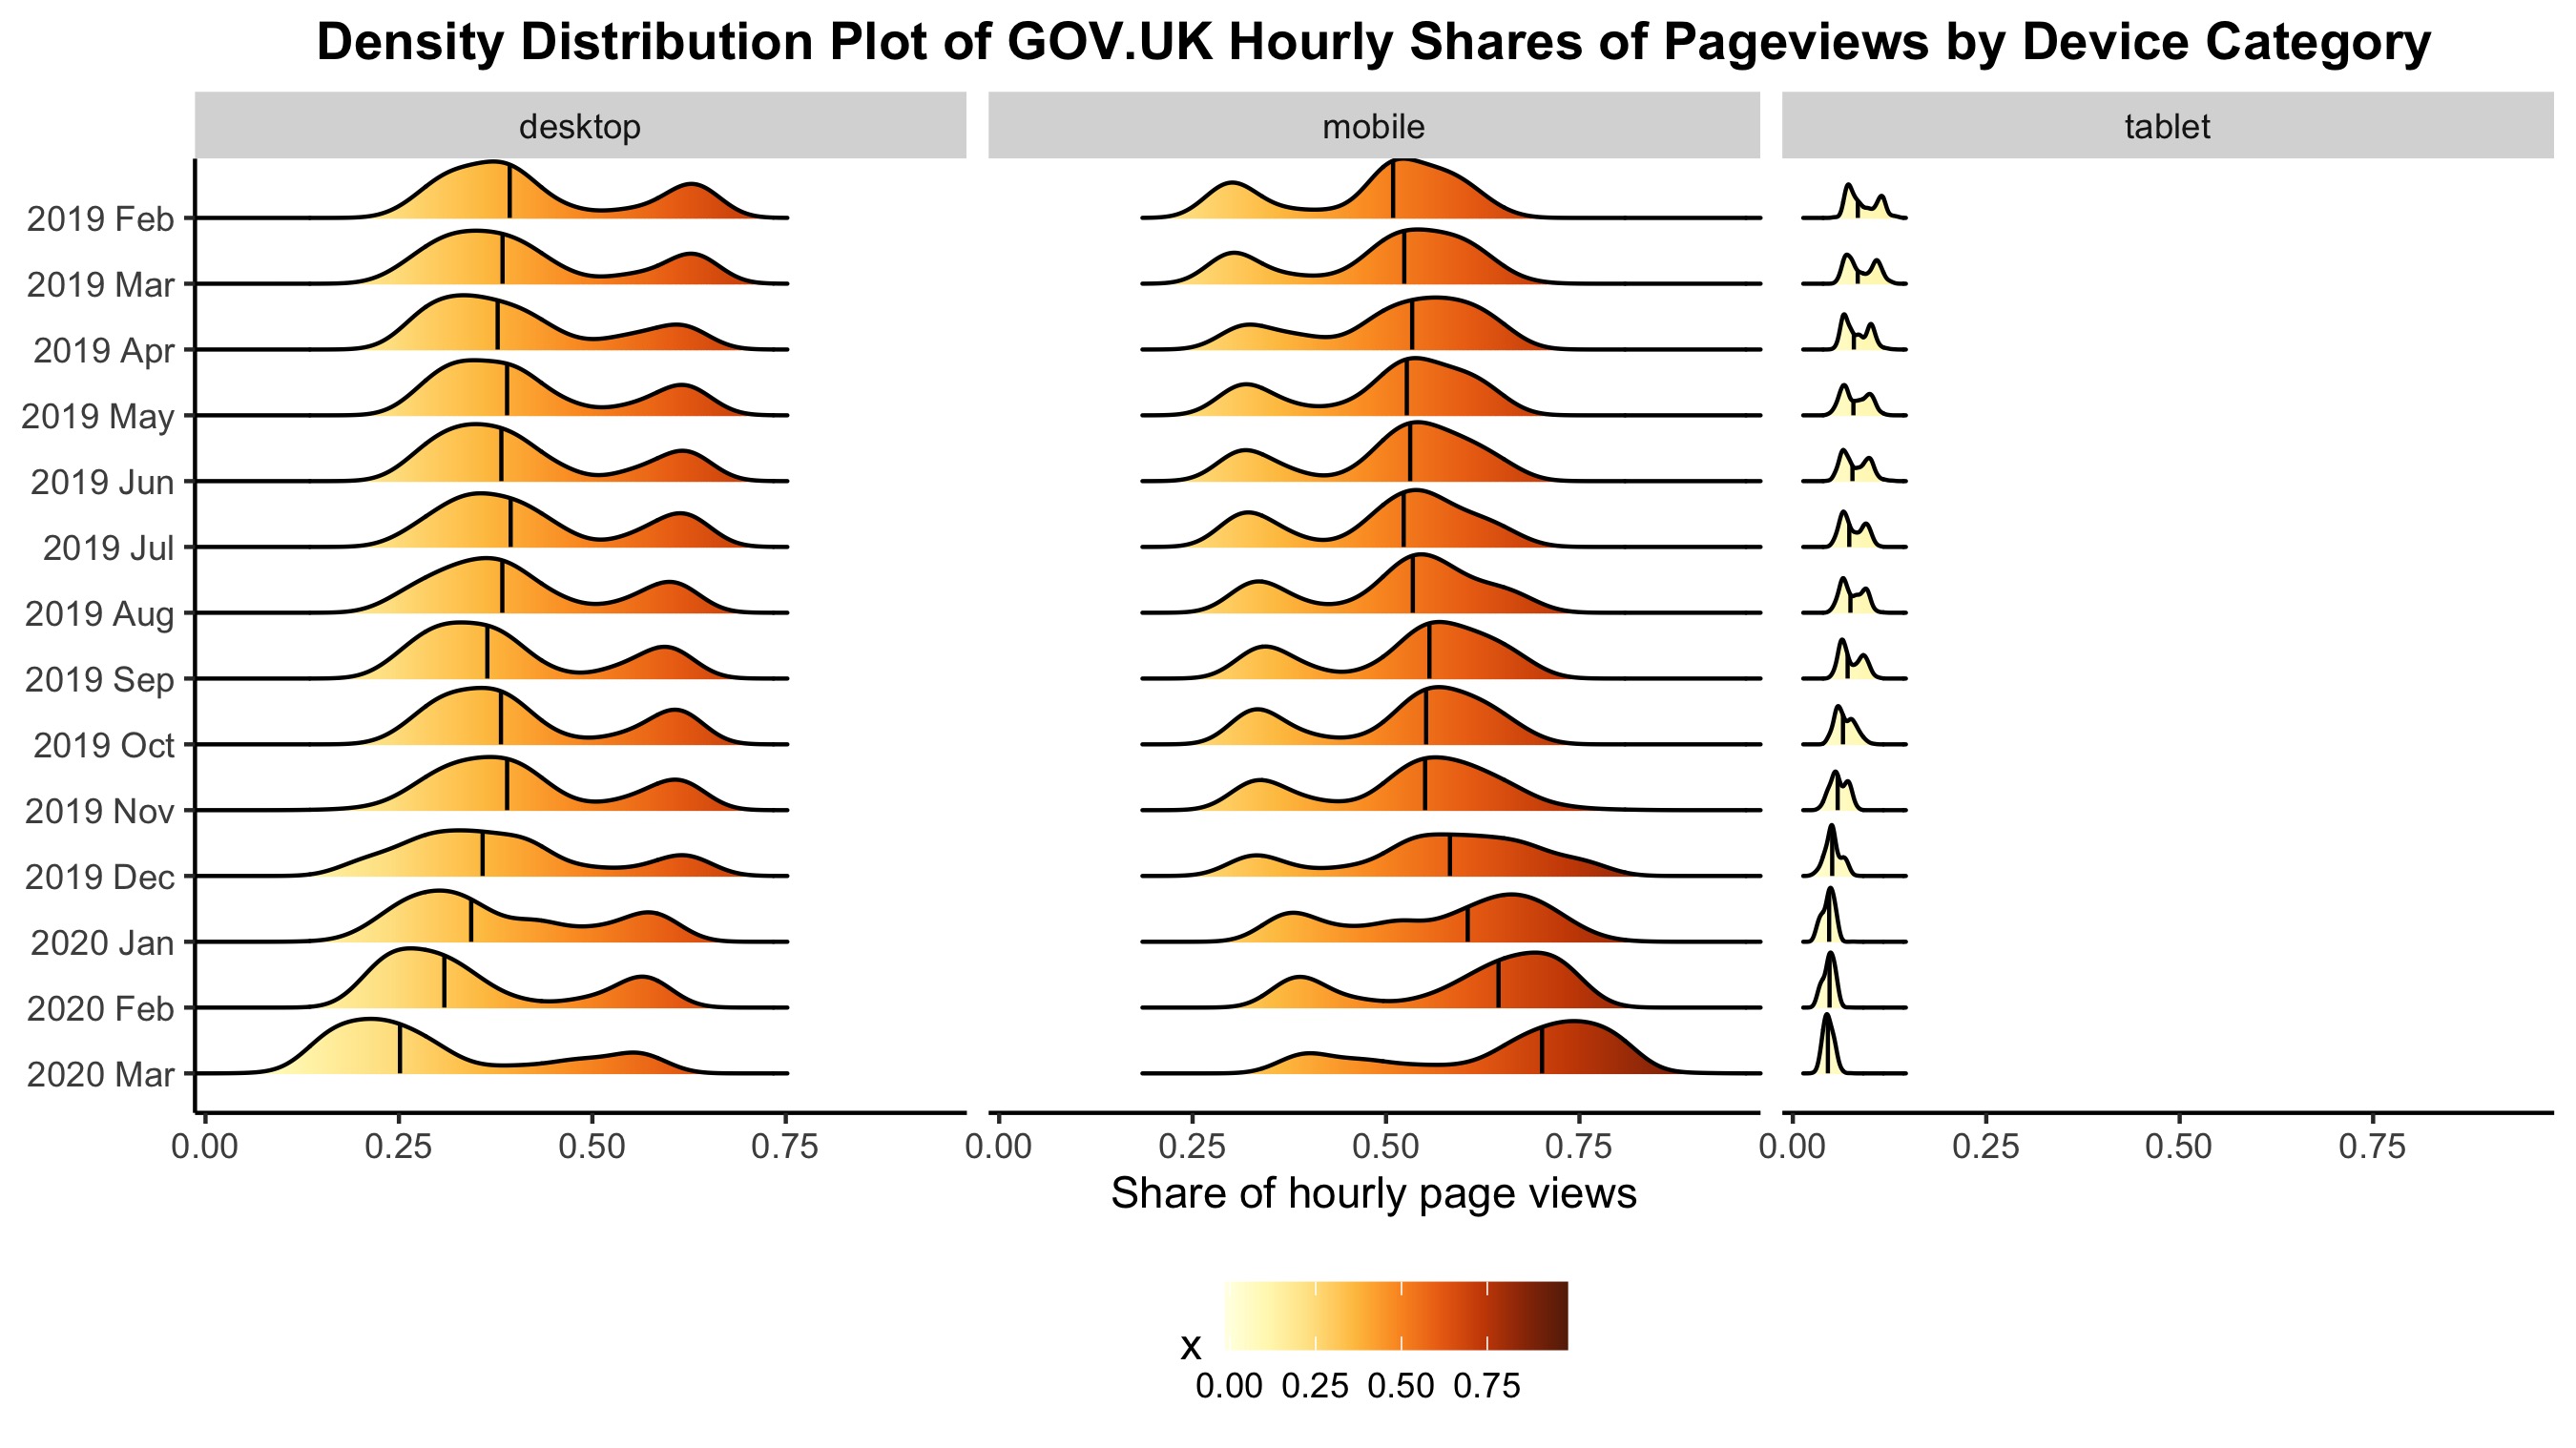 Density Distribution Plot of GOV.UK Hourly Shares of Pageviews by Device Category
desktop mobile tablet
2019 Feb
2019 Mar
2019 Apr
2019 May
2019 Jun
2019 Jul
2019 Aug
2019 Sep
2019 Oct
2019 Nov
2019 Dec
2020 Jan
2020 Feb
2020 Mar
0.00 0.25 0.50 0.75 0.00 0.25 0.50 0.75 0.00 0.25 0.50 0.75
Share of hourly page views
x
0.00 0.25 0.50 0.75